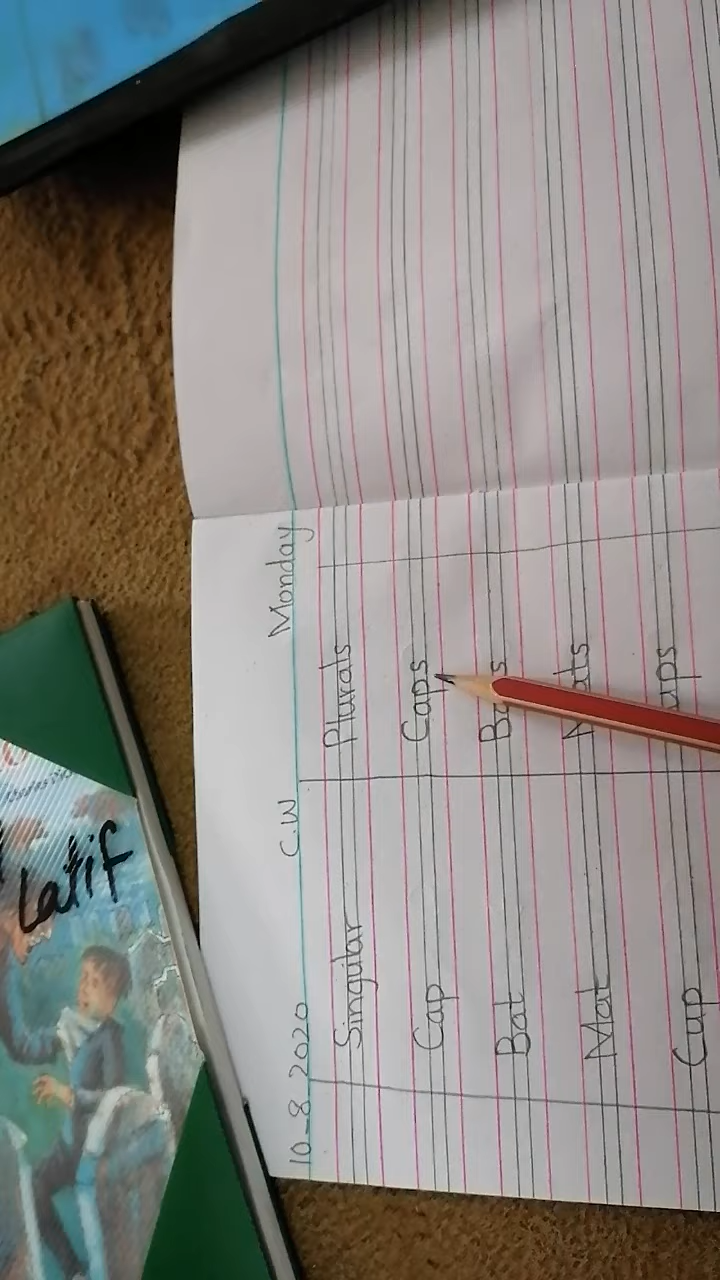 10-8-2020 C.W Monday
Singular Plurals
Cap Caps
Bat
Mat
Cup
Latif